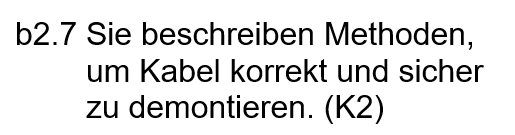 b2.7 Sie beschreiben Methoden,
um Kabel korrekt und sicher
zu demontieren. (K2)